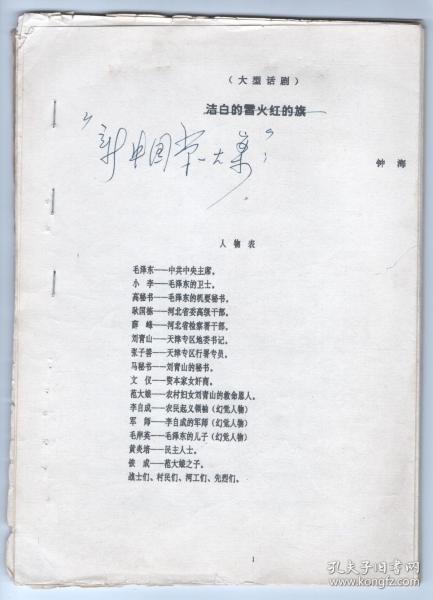 （大型话剧）
洁白的雪火红的旗
“新中国第一大案”
钟 海
人 物 表
毛泽东——中共中央主席。
小 李——毛泽东的卫士。
高秘书——毛泽东的机要秘书。
耿国栋——河北省委高级干部。
薛 峰——河北省检察署干部。
刘青山——天津专区地委书记。
张子善——天津专区行署专员。
马秘书——刘青山的秘书。
文 仪——资本家女奸商。
范大娘——农村妇女刘青山的救命恩人。
李自成——农民起义领袖（幻觉人物）
军 师——李自成的军师（幻觉人物）
毛岸英——毛泽东的儿子（幻觉人物）
黄炎培——民主人士。
铁 成——范大娘之子。
战士们、村民们、河工们、先烈们。
1
孔夫子旧书网
www.kongfz.com